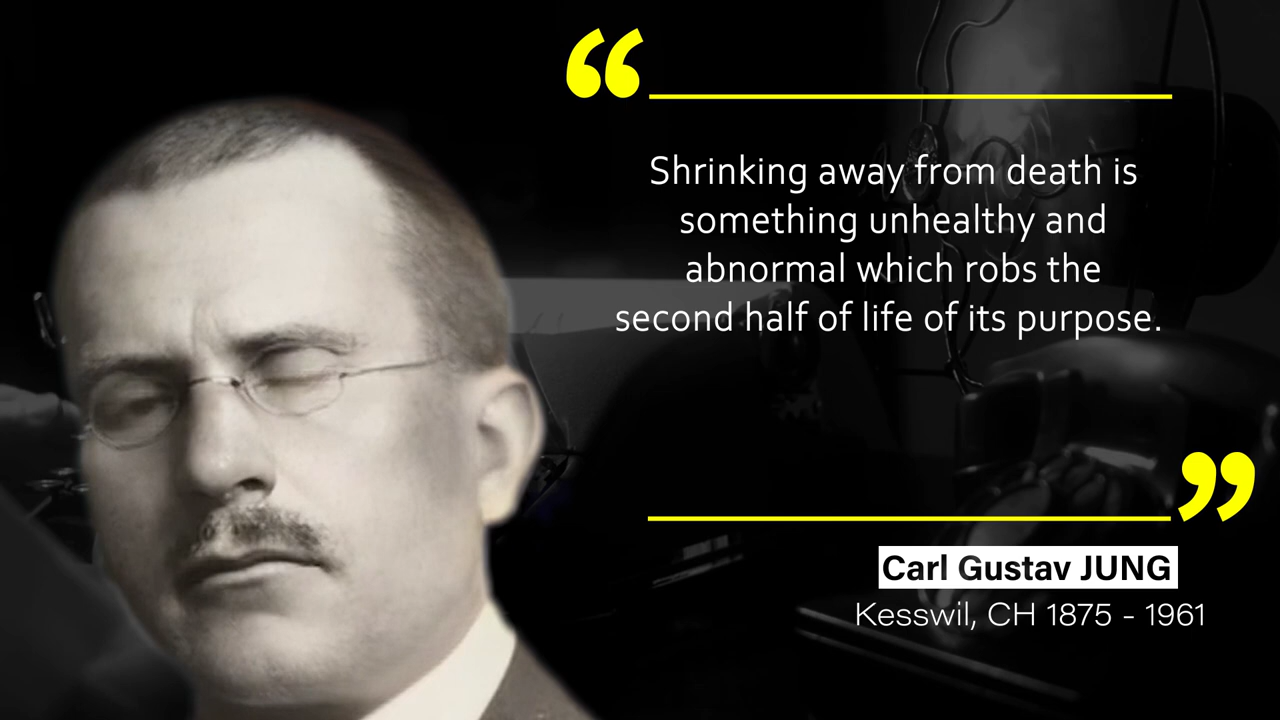 “
Shrinking away from death is
something unhealthy and
abnormal which robs the
second half of life of its purpose.
”
Carl Gustav JUNG
Kesswil, CH 1875 - 1961